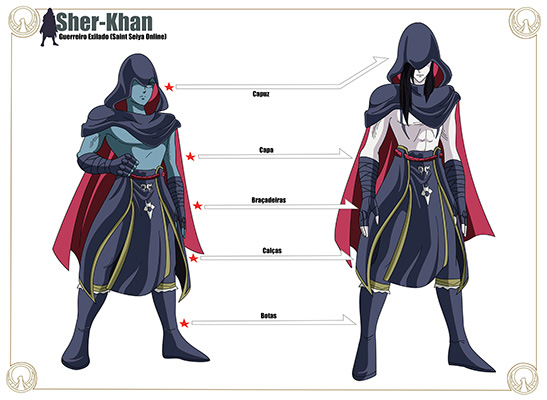 Sher-Khan
Guerreiro Exilado (Saint Seiya Online)
Capuz
Capa
Braçadeiras
Calças
Botas